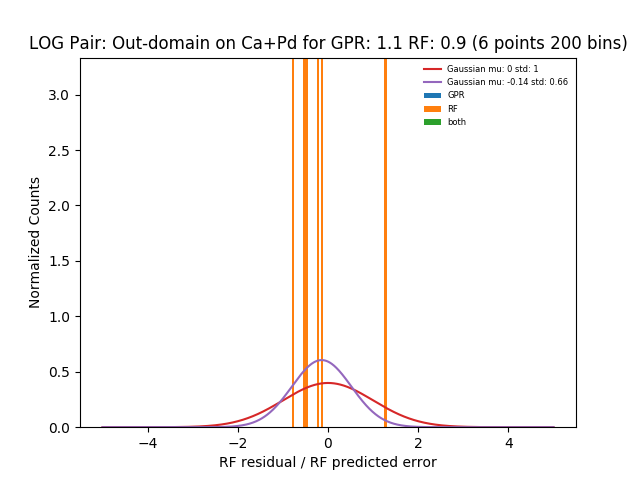 LOG Pair: Out-domain on Ca+Pd for GPR: 1.1 RF: 0.9 (6 points 200 bins)
Gaussian mu: 0 std: 1
Gaussian mu: -0.14 std: 0.66
GPR
RF
both
Normalized Counts
3.0
2.5
2.0
1.5
1.0
0.5
0.0
−4 −2 0 2 4
RF residual / RF predicted error